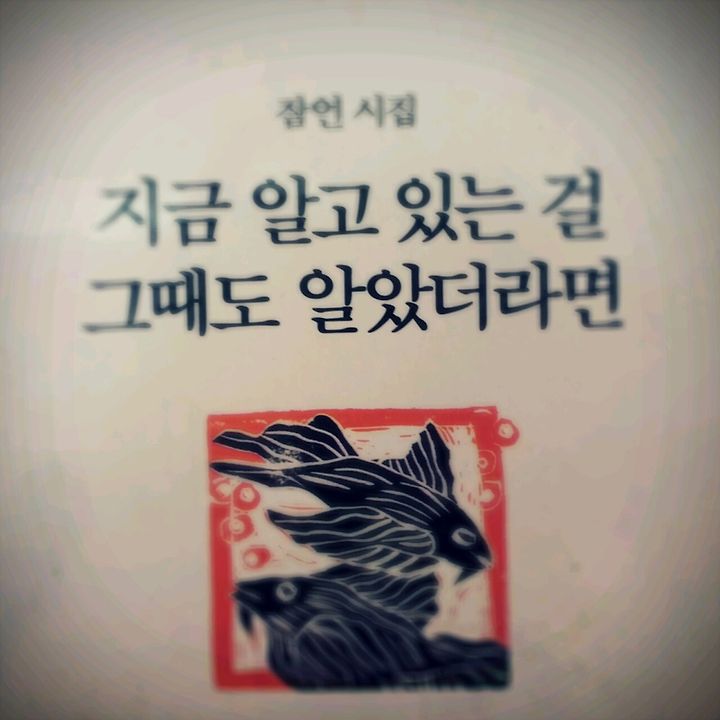 잠언 시집
지금 알고 있는 걸
그때도 알았더라면